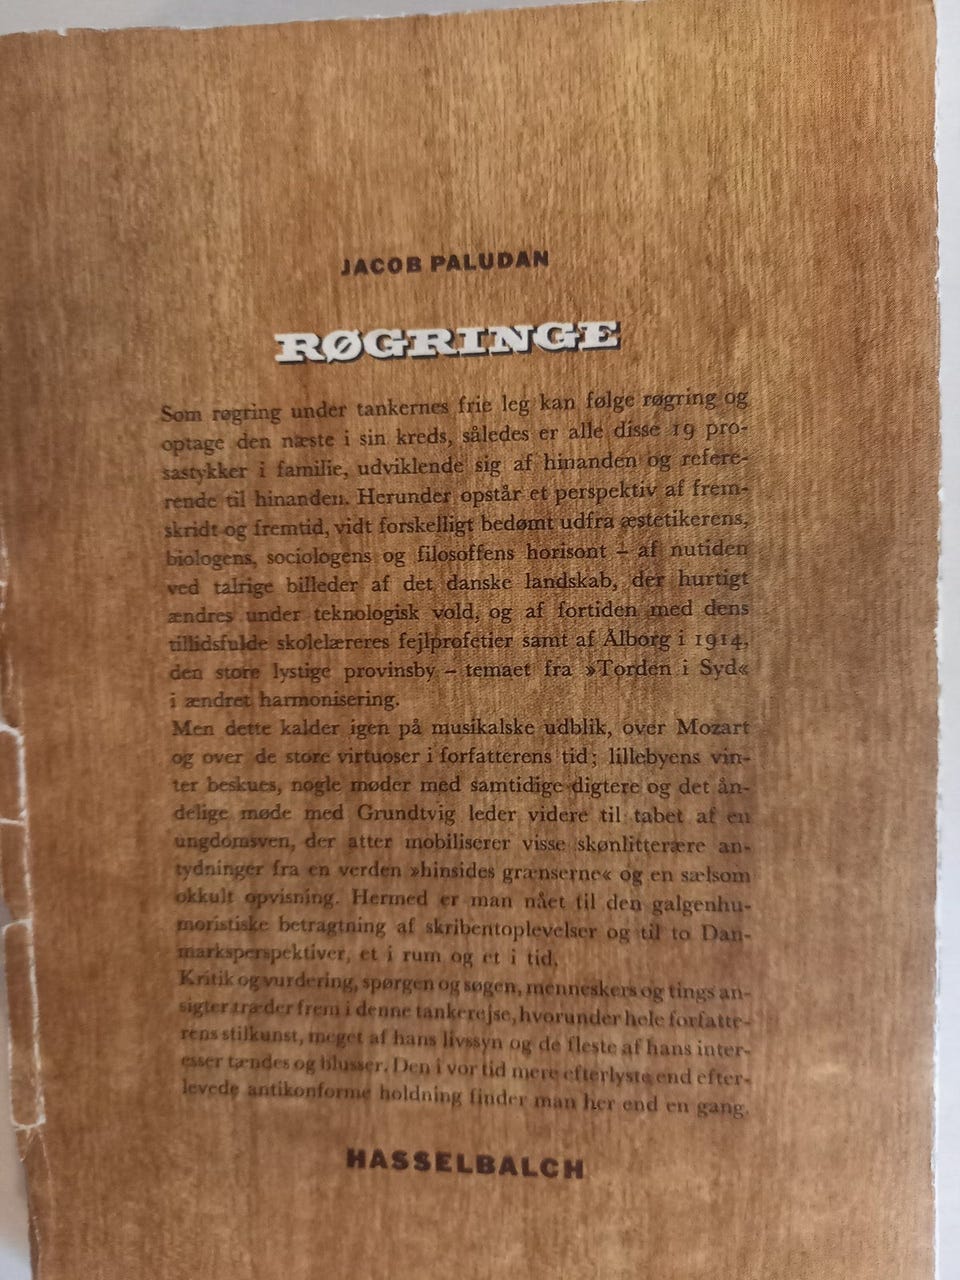 JACOB PALUDAN
RØGRINGE
Som røgring under tankernes frie leg kan følge røgring og
optage den næste i sin kreds, således er alle disse 19 pro-
sastykker i familie, udviklende sig af hinanden og refere-
rende til hinanden. Herunder opstår et perspektiv af frem-
skridt og fremtid, vidt forskelligt bedømt udfra æstetikerens,
biologens, sociologens og filosoffens horisont – af nutiden
ved talrige billeder af det danske landskab, der hurtigt
ændres under teknologisk vold, og af fortiden med dens
tillidsfulde skolelæreres fejlprofetier samt af Ålborg i 1914,
den store lystige provinsby – temaet fra »Torden i Syd«
i ændret harmonisering.
Men dette kalder igen på musikalske udblik, over Mozart
og over de store virtuoser i forfatterens tid; lillebyens vin-
ter beskues, nogle møder med samtidige digtere og det ån-
delige møde med Grundtvig leder videre til tabet af en
ungdomsven, der atter mobiliserer visse skønlitterære an-
tydninger fra en verden »hinsides grænserne« og en sælsom
okkult opvisning. Hermed er man nået til den galgenhu-
moristiske betragtning af skribentoplevelser og til to Dan-
marksperspektiver, et i rum og et i tid.
Kritik og vurdering, spørgen og søgen, menneskers og tings an-
sigter træder frem i denne tankerejse, hvorunder hele forfatte-
rens stilkunst, meget af hans livssyn og de fleste af hans inter-
esser tændes og blusser. Den i vor tid mere efterlyste end efter-
levede antikonforme holdning finder man her end en gang.
HASSELBALCH